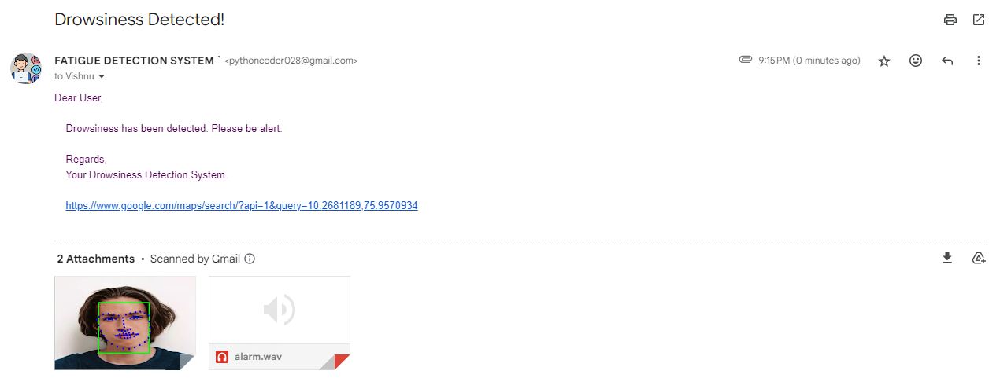 Drowsiness Detected!
FATIGUE DETECTION SYSTEM ` <pythoncoder028@gmail.com>
9:15 PM (0 minutes ago)
to Vishnu
Dear User,
Drowsiness has been detected. Please be alert.
Regards,
Your Drowsiness Detection System.
https://www.google.com/maps/search/?api=1&query=10.2681189,75.9570934
2 Attachments • Scanned by Gmail
alarm.wav